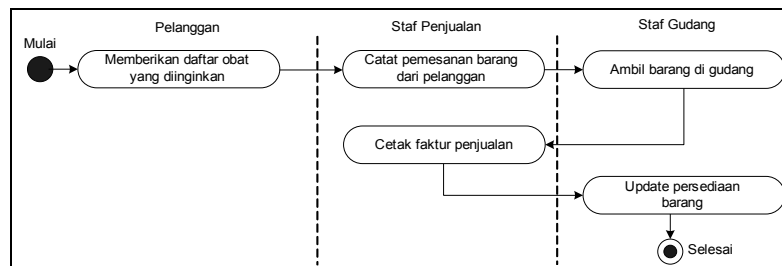 Pelanggan
Staf Penjualan
Staf Gudang
Mulai
Memberikan daftar obat
yang diinginkan
Catat pemesanan barang
dari pelanggan
Ambil barang di gudang
Cetak faktur penjualan
Update persediaan
barang
Selesai